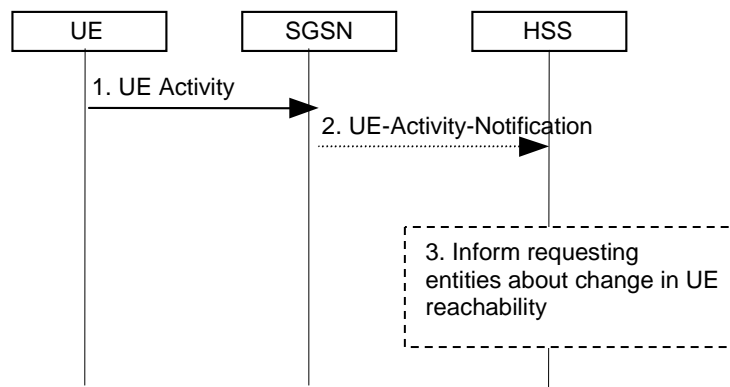 UE
SGSN
HSS
1. UE Activity
2. UE-Activity-Notification
3. Inform requesting
entities about change in UE
reachability